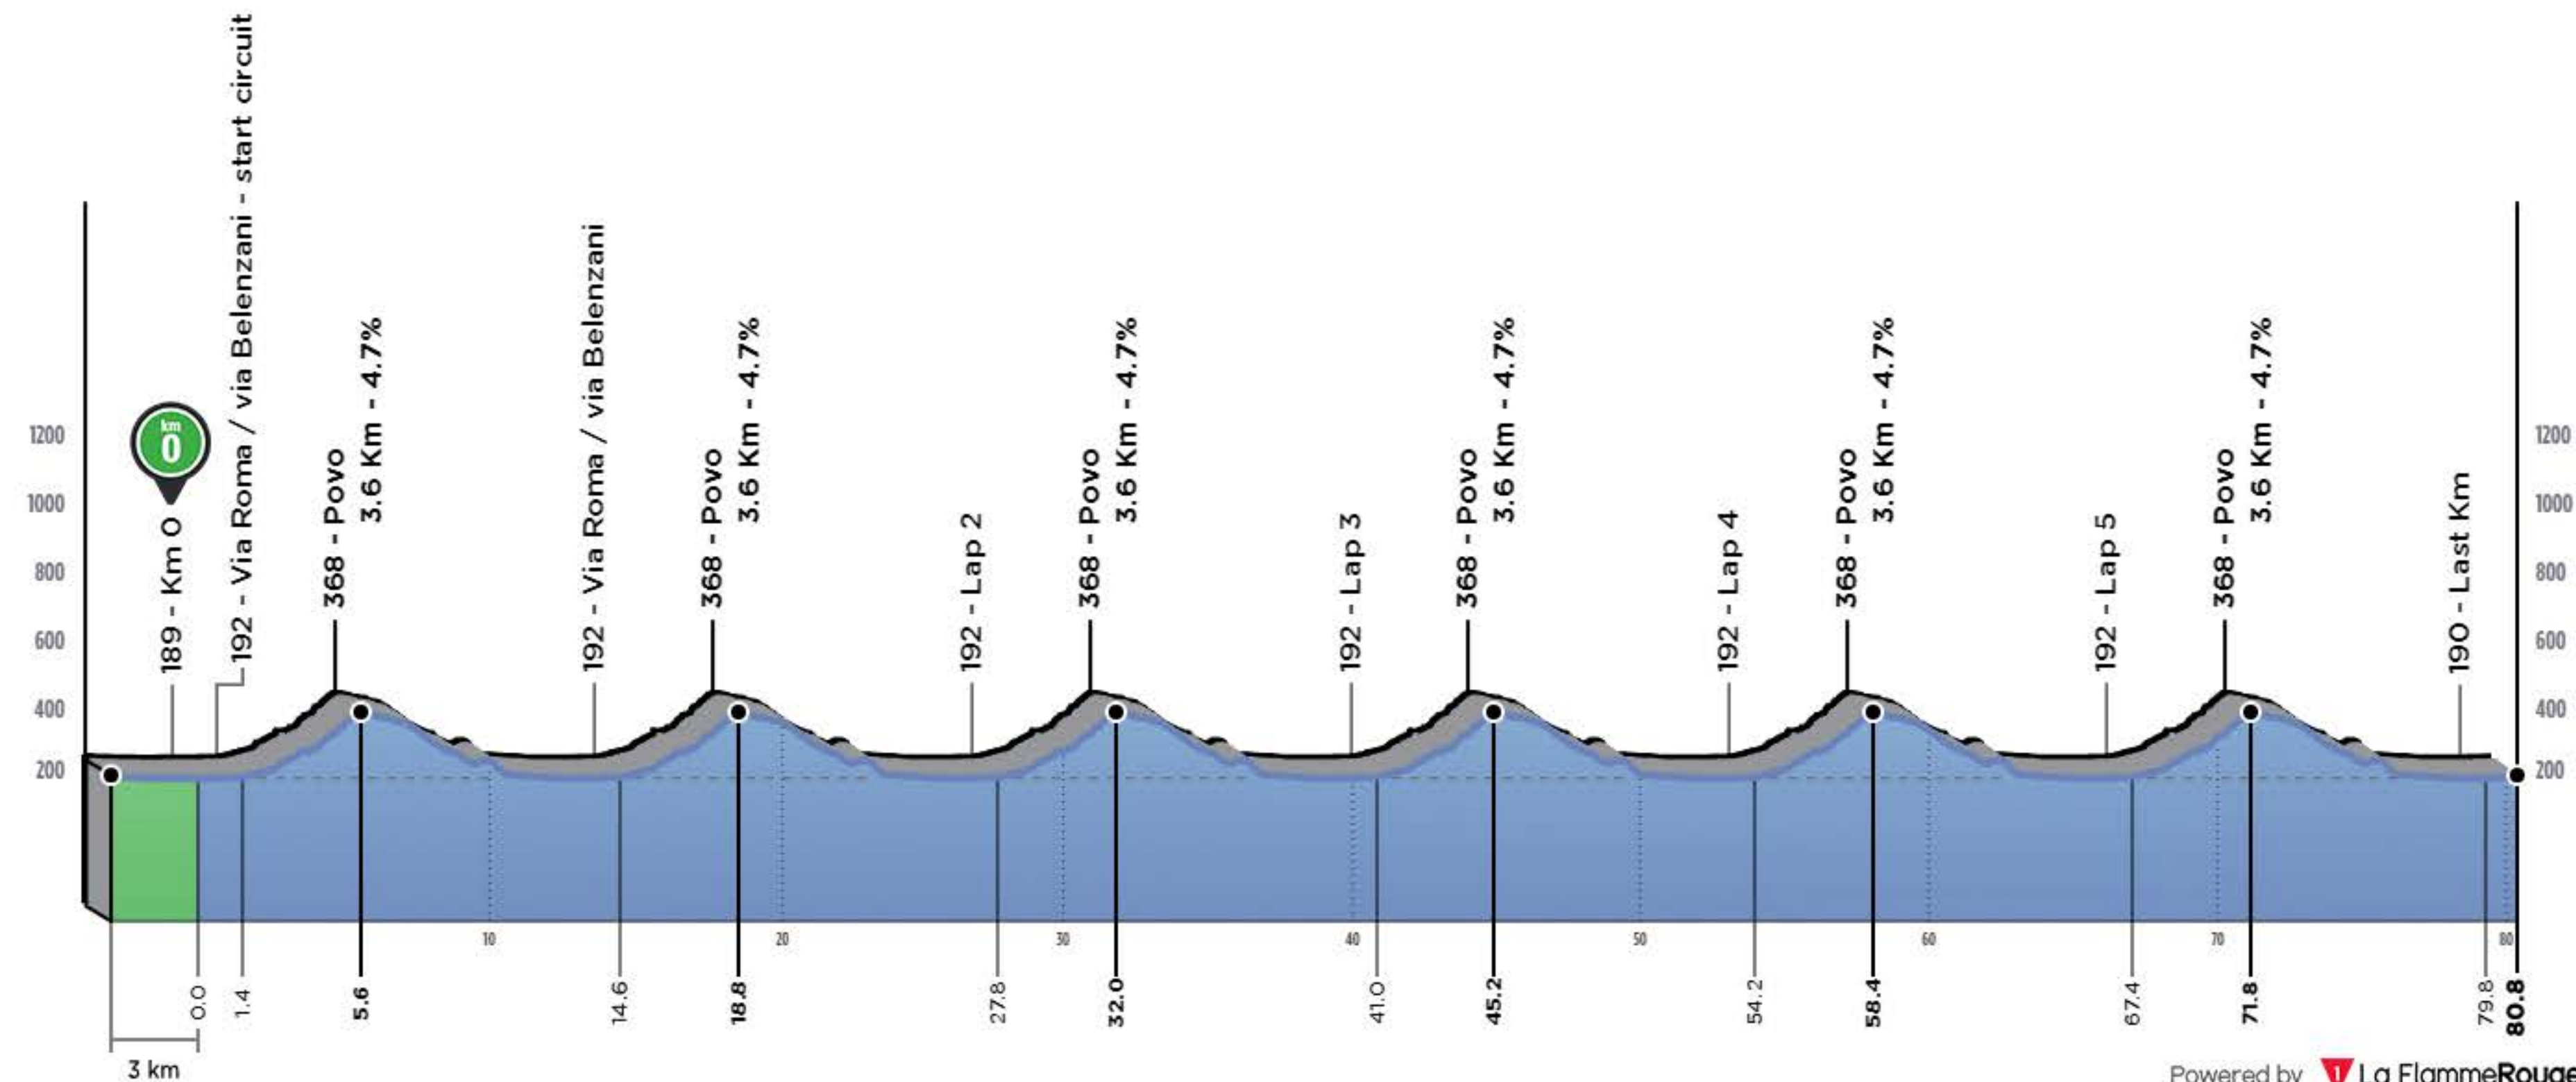 192 - Via Roma / via Belenzani - start circuit
192 - Via Roma / via Belenzani
368 - Povo
3.6 Km - 4.7%
368 - Povo
3.6 Km - 4.7%
368 - Povo
3.6 Km - 4.7%
368 - Povo
3.6 Km - 4.7%
368 - Povo
3.6 Km - 4.7%
368 - Povo
3.6 Km - 4.7%
km
0
189 - Km 0
192 - Lap 2
192 - Lap 3
192 - Lap 4
192 - Lap 5
190 - Last Km
1200
1000
800
600
400
200
1200
1000
800
600
400
200
10
20
30
40
50
60
70
80
0.0
1.4
5.6
14.6
18.8
27.8
32.0
41.0
45.2
54.2
58.4
67.4
71.8
79.8
80.8
3 km
Powered by 1 La FlammeRouge